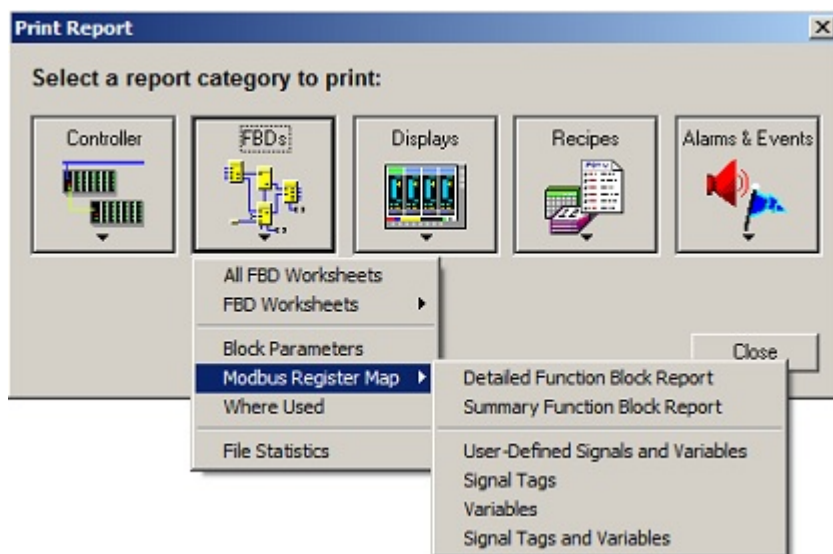 Print Report
Select a report category to print:
Controller
FBDs
Displays
Recipes
Alarms & Events
All FBD Worksheets
FBD Worksheets
Block Parameters
Modbus Register Map
Where Used
File Statistics
Close
Detailed Function Block Report
Summary Function Block Report
User-Defined Signals and Variables
Signal Tags
Variables
Signal Tags and Variables